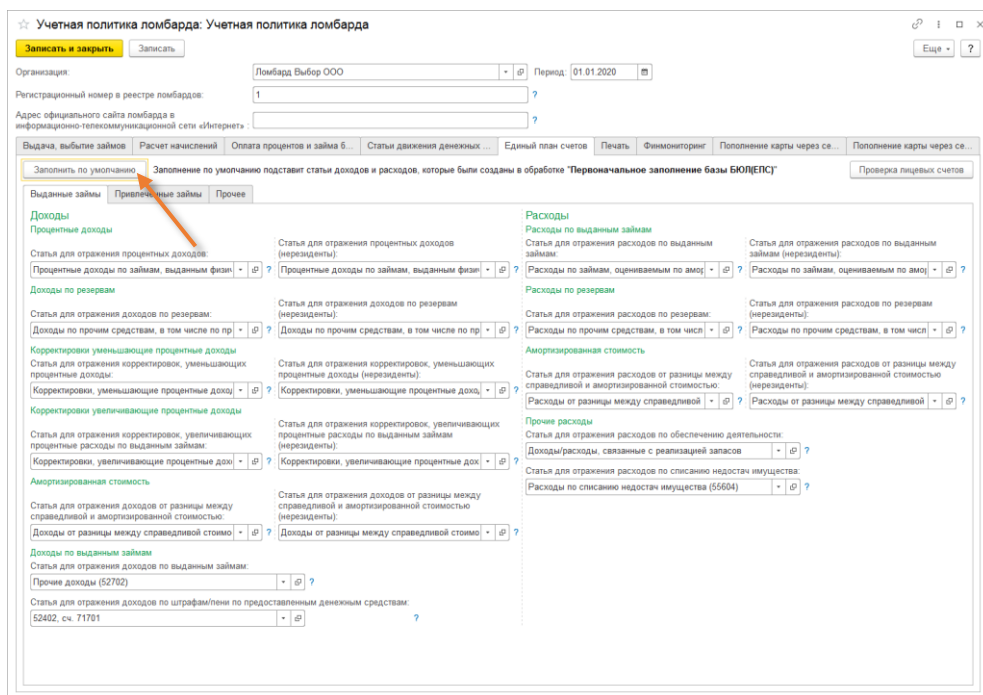 Учетная политика ломбарда: Учетная политика ломбарда
Записать и закрыть Записать Еще ?
Организация: Ломбард Выбор ООО Период: 01.01.2020
Регистрационный номер в реестре ломбардов: 1 ?
Адрес официального сайта ломбарда в
информационно-телекоммуникационной сети «Интернет» : ?
Выдача, выбытие займов Расчет начислений Оплата процентов и займа б... Статьи движения денежных ... Единый план счетов Печать Финмониторинг Пополнение карты через се... Пополнение карты через се...
Заполнить по умолчанию Заполнение по умолчанию подставит статьи доходов и расходов, которые были созданы в обработке "Первоначальное заполнение базы БЮЛ(ЕПС)" Проверка лицевых счетов
Выданные займы Привлеченные займы Прочее
Доходы
Процентные доходы
Статья для отражения процентных доходов:
Статья для отражения процентных доходов
(нерезиденты):
Процентные доходы по займам, выданным физич ? Процентные доходы по займам, выданным физич ?
Доходы по резервам
Статья для отражения доходов по резервам:
Статья для отражения доходов по резервам
(нерезиденты):
Доходы по прочим средствам, в том числе по пр ? Доходы по прочим средствам, в том числе по пр ?
Корректировки уменьшающие процентные доходы
Статья для отражения корректировок, уменьшающих
процентные доходы:
Статья для отражения корректировок, уменьшающих
процентные доходы (нерезиденты):
Корректировки, уменьшающие процентные доход ? Корректировки, уменьшающие процентные доход ?
Корректировки увеличивающие процентные доходы
Статья для отражения корректировок, увеличивающих
процентные расходы по выданным займам:
Статья для отражения корректировок, увеличивающих
процентные расходы по выданным займам
(нерезиденты):
Корректировки, увеличивающие процентные дохо ? Корректировки, увеличивающие процентные дох ?
Амортизированная стоимость
Статья для отражения доходов от разницы между
справедливой и амортизированной стоимостью:
Статья для отражения доходов от разницы между
справедливой и амортизированной стоимостью
(нерезиденты):
Доходы от разницы между справедливой стоимо ? Доходы от разницы между справедливой стоимо ?
Доходы по выданным займам
Статья для отражения доходов по выданным займам:
Прочие доходы (52702) ?
Статья для отражения доходов по штрафам/пени по предоставленным денежным средствам:
52402, сч. 71701 ?
Расходы
Расходы по выданным займам
Статья для отражения расходов по выданным
займам:
Статья для отражения расходов по выданным
займам (нерезиденты):
Расходы по займам, оцениваемым по амор ? Расходы по займам, оцениваемым по амор ?
Расходы по резервам
Статья для отражения расходов по резервам:
Статья для отражения расходов по резервам
(нерезиденты):
Расходы по прочим средствам, в том числ ? Расходы по прочим средствам, в том числ ?
Амортизированная стоимость
Статья для отражения расходов от разницы между
справедливой и амортизированной стоимостью:
Статья для отражения расходов от разницы между
справедливой и амортизированной стоимостью
(нерезиденты):
Расходы от разницы между справедливой ? Расходы от разницы между справедливой ?
Прочие расходы
Статья для отражения расходов по обеспечению деятельности:
Доходы/расходы, связанные с реализацией запасов ?
Статья для отражения расходов по списанию недостач имущества:
Расходы по списанию недостач имущества (55604) ?